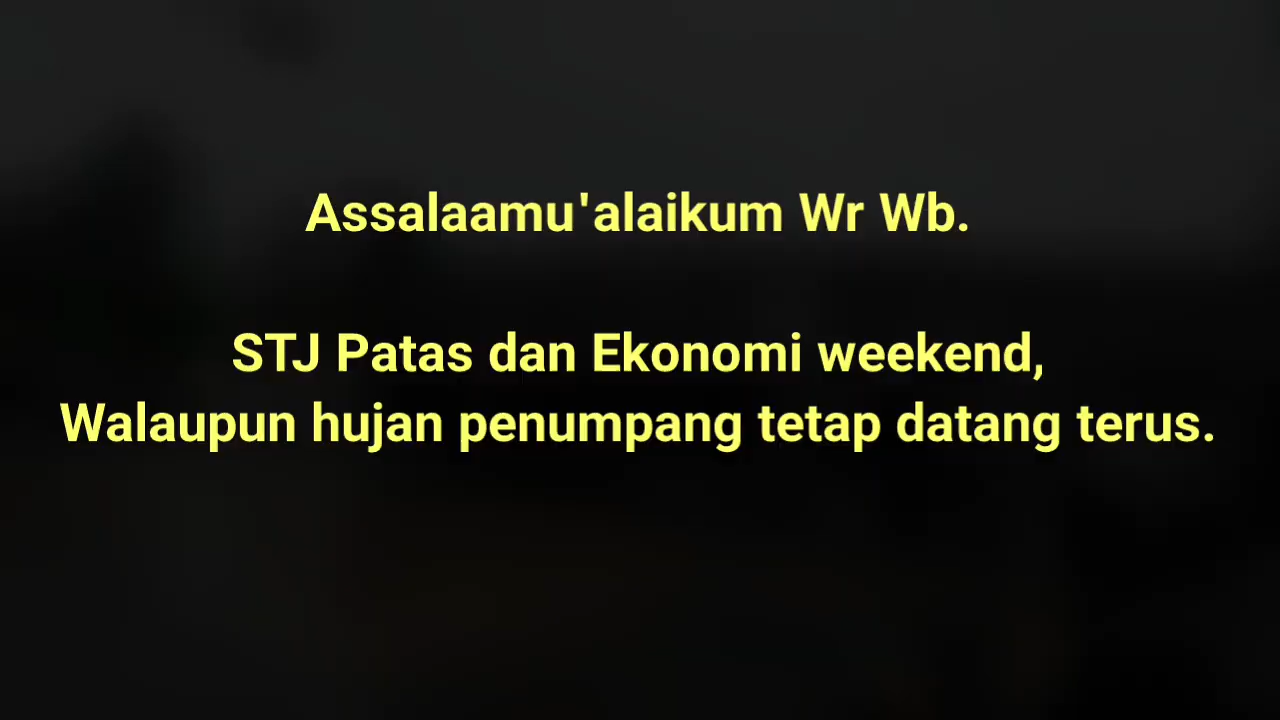 Assalaamu'alaikum Wr Wb.
STJ Patas dan Ekonomi weekend,
Walaupun hujan penumpang tetap datang terus.